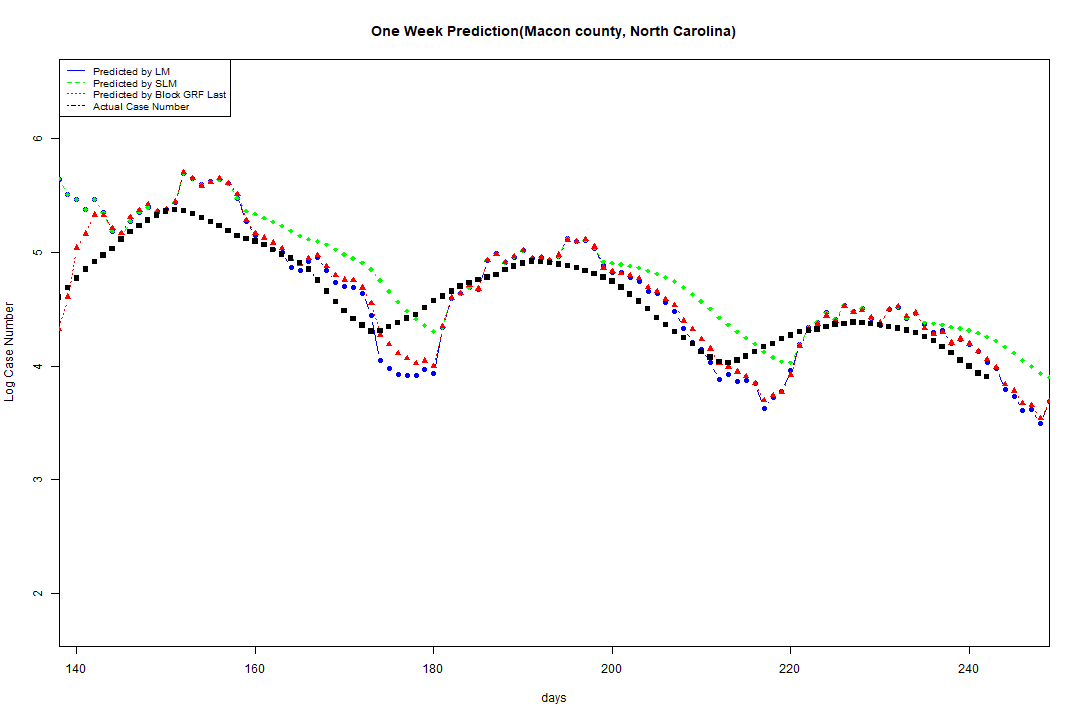 One Week Prediction(Macon county, North Carolina)
Predicted by LM
Predicted by SLM
Predicted by Block GRF Last
Actual Case Number
6
5
4
3
2
Log Case Number
140 160 180 200 220 240
days